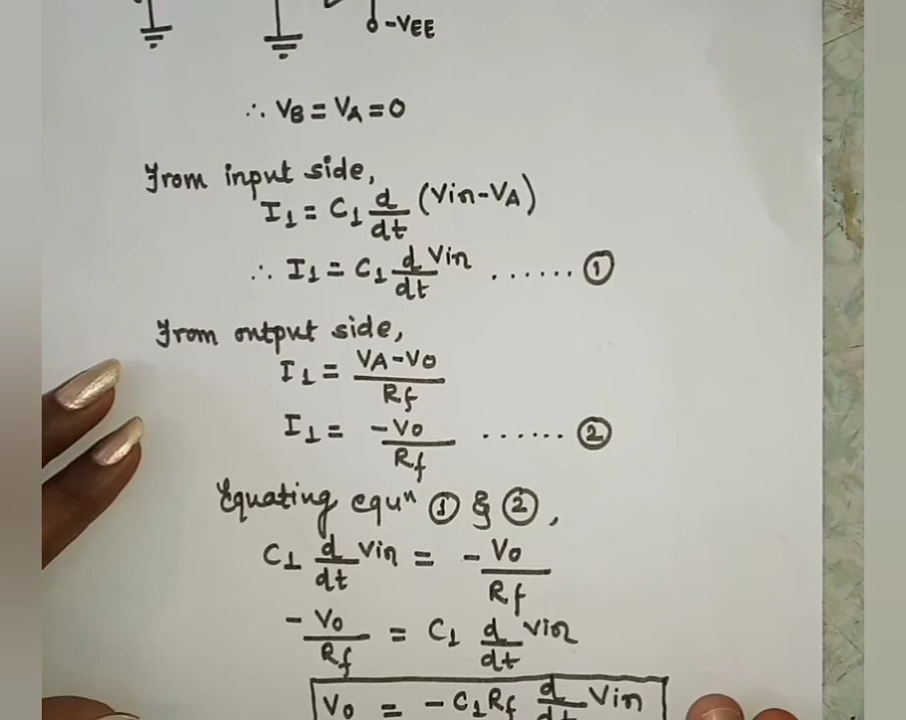 -VEE
∴ VB = VA = 0
From input side,
I1 = C1 d/dt (Vin-VA)
∴ I1 = C1 d/dt Vin ...... ①
From output side,
I1 = VA-VO/Rf
I1 = -VO/Rf ...... ②
Equating equⁿ ① & ②,
C1 d/dt Vin = - VO/Rf
- VO/Rf = C1 d/dt Vin
VO = - C1Rf d/dt Vin